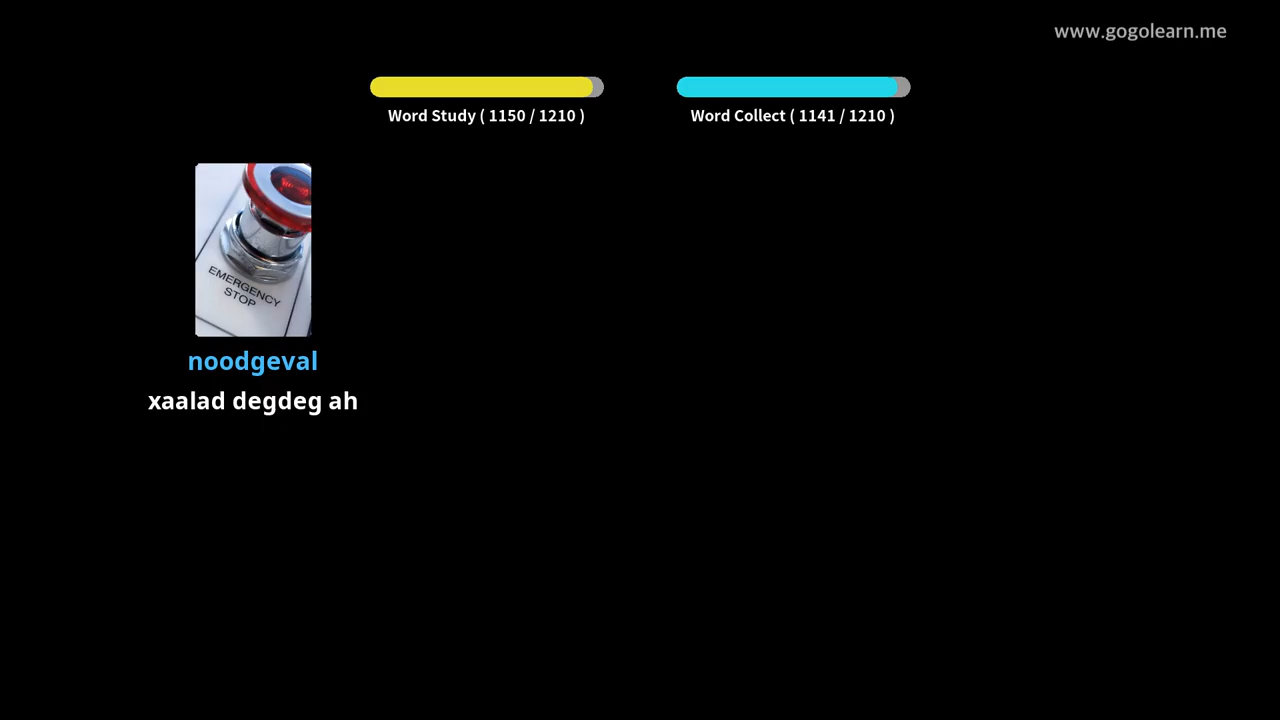 www.gogolearn.me
Word Study ( 1150 / 1210 )
Word Collect ( 1141 / 1210 )
EMERGENCY
STOP
noodgeval
xaalad degdeg ah